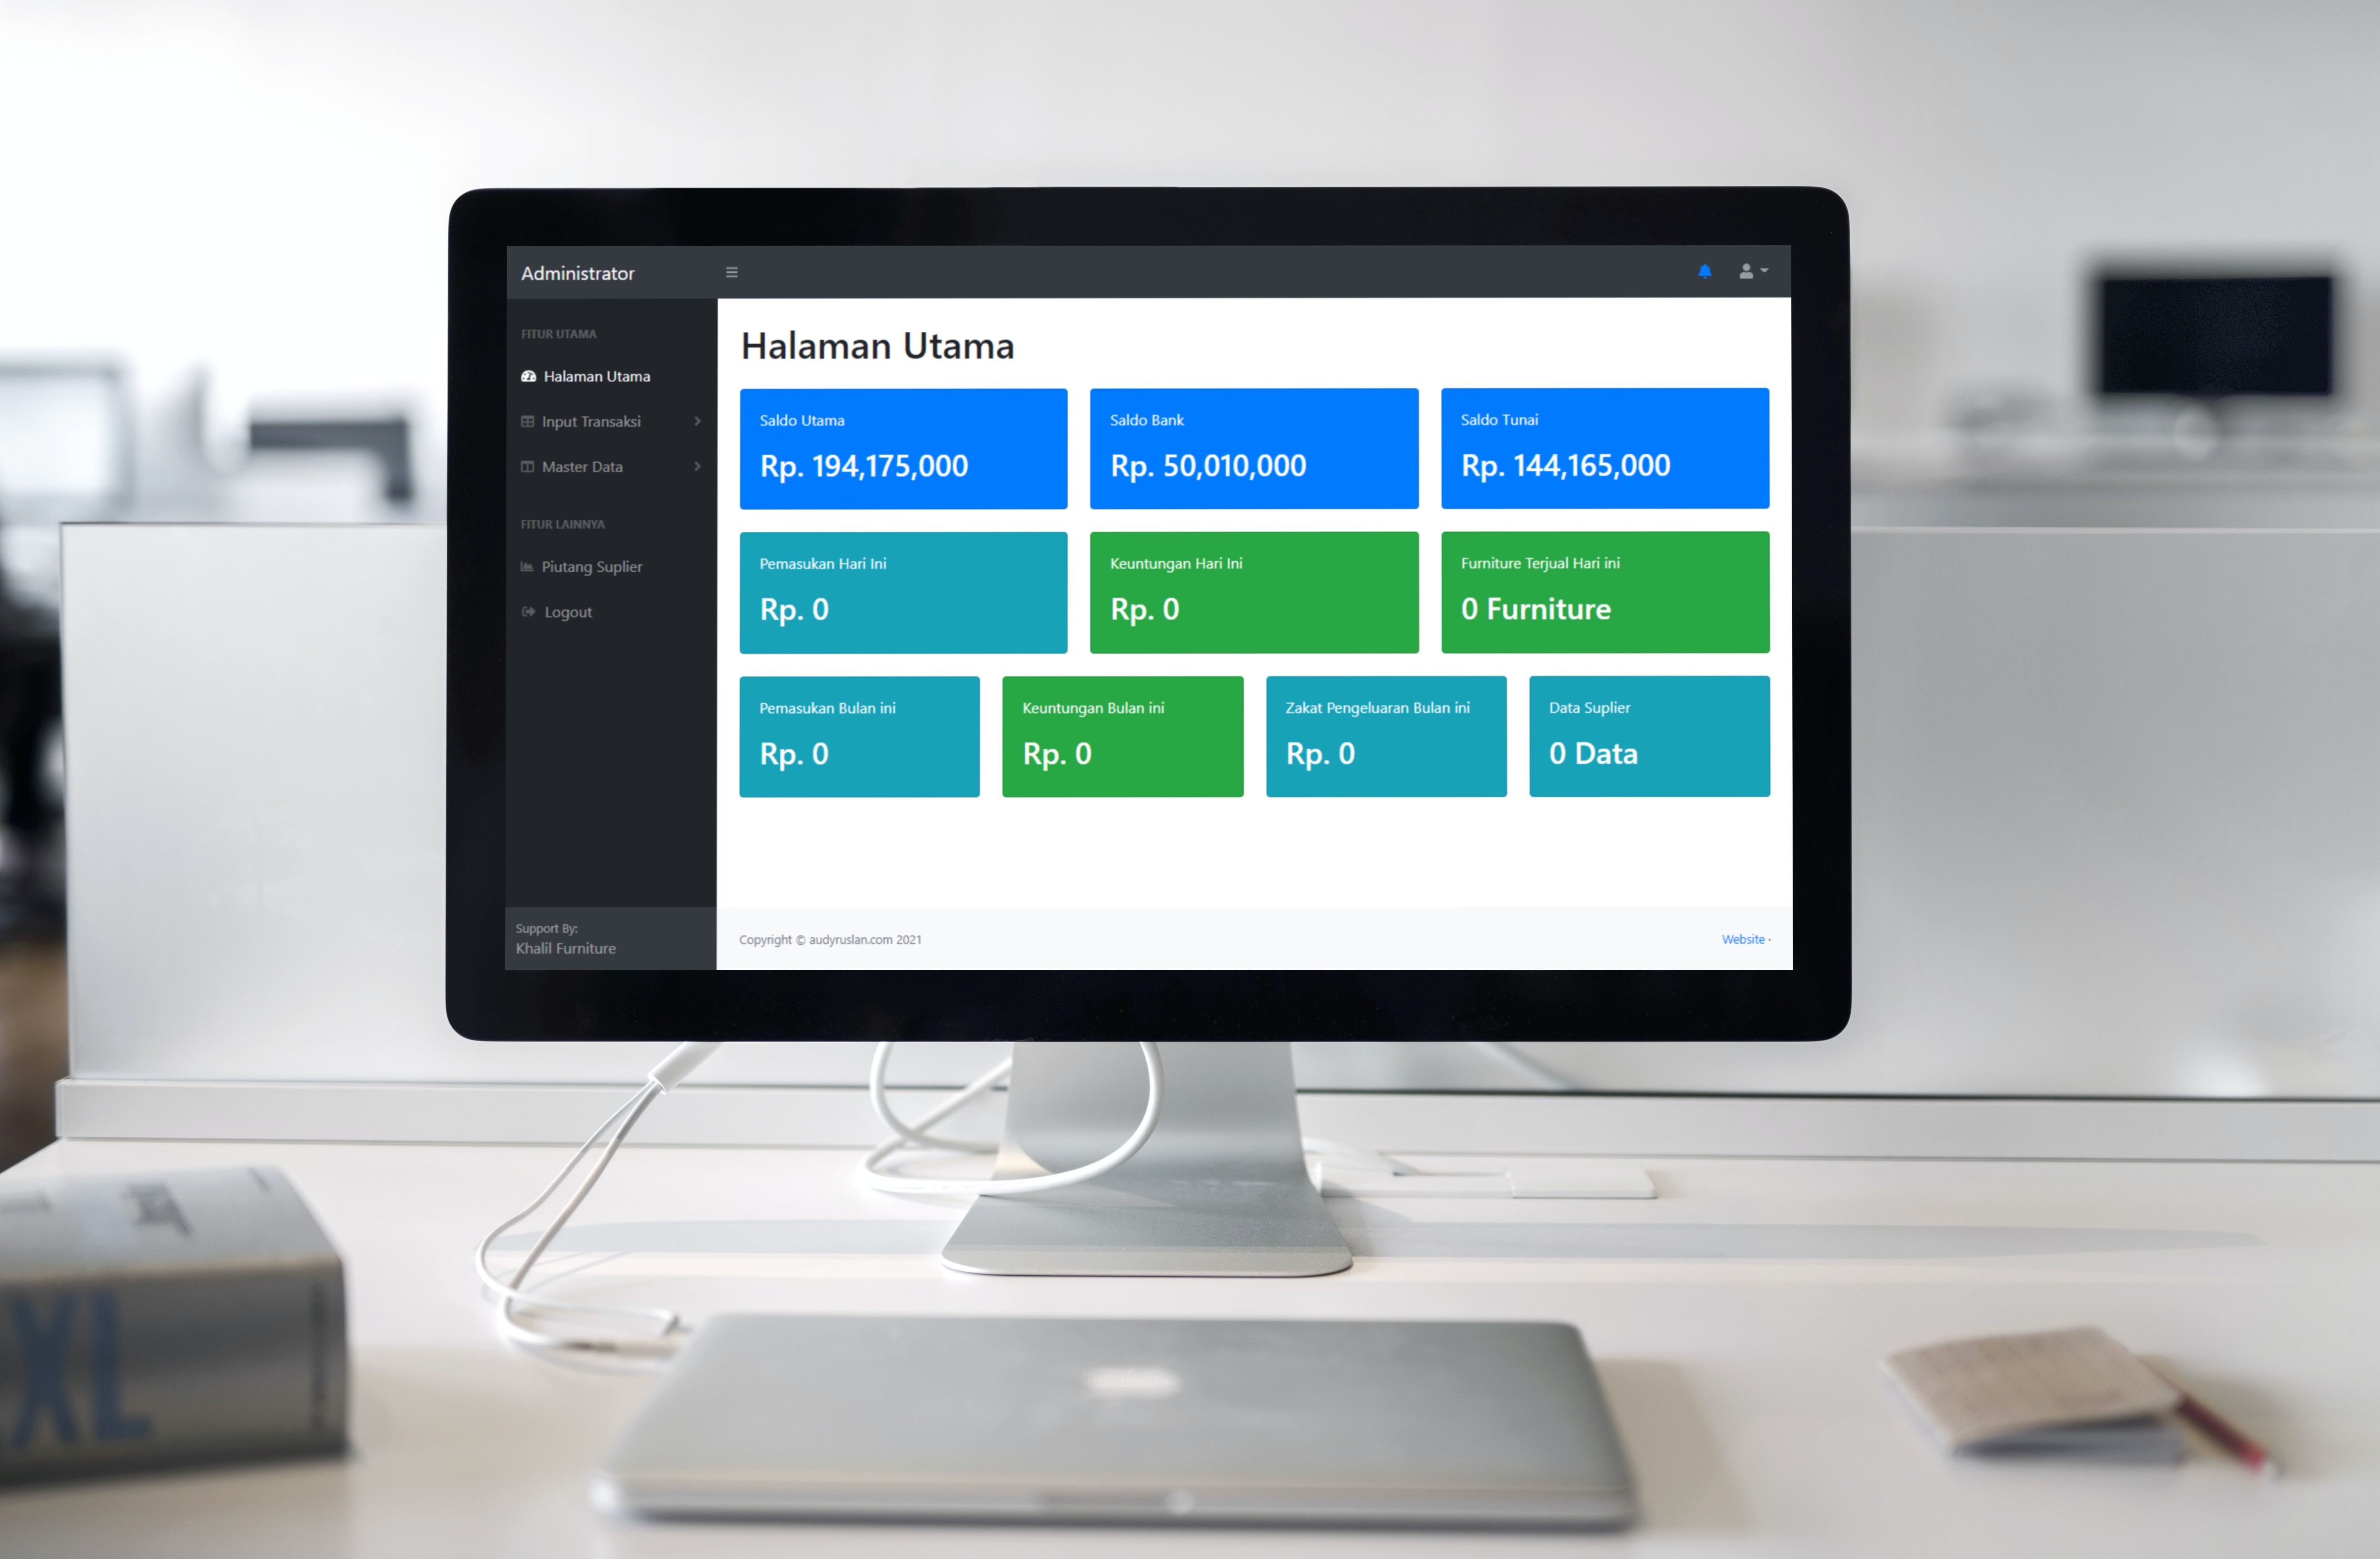 Administrator
FITUR UTAMA
Halaman Utama
Input Transaksi
Master Data
FITUR LAINNYA
Piutang Suplier
Logout
Support By:
Khalil Furniture
Halaman Utama
Saldo Utama
Rp. 194,175,000
Saldo Bank
Rp. 50,010,000
Saldo Tunai
Rp. 144,165,000
Pemasukan Hari Ini
Rp. 0
Keuntungan Hari Ini
Rp. 0
Furniture Terjual Hari ini
0 Furniture
Pemasukan Bulan ini
Rp. 0
Keuntungan Bulan ini
Rp. 0
Zakat Pengeluaran Bulan ini
Rp. 0
Data Suplier
0 Data
Copyright © audyruslan.com 2021
Website ·
XL